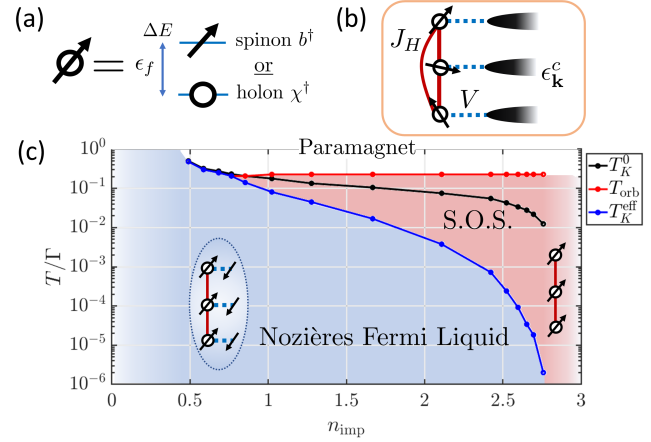 (a)
ΔE
ϵ_f
spinon b†
or
holon χ†
(b)
J_H
V
ϵ^c_k
(c)
Paramagnet
S.O.S.
Nozières Fermi Liquid
T^0_K
T_orb
T^eff_K
T/Γ
10^0
10^-1
10^-2
10^-3
10^-4
10^-5
10^-6
0 0.5 1 1.5 2 2.5 3
n_imp